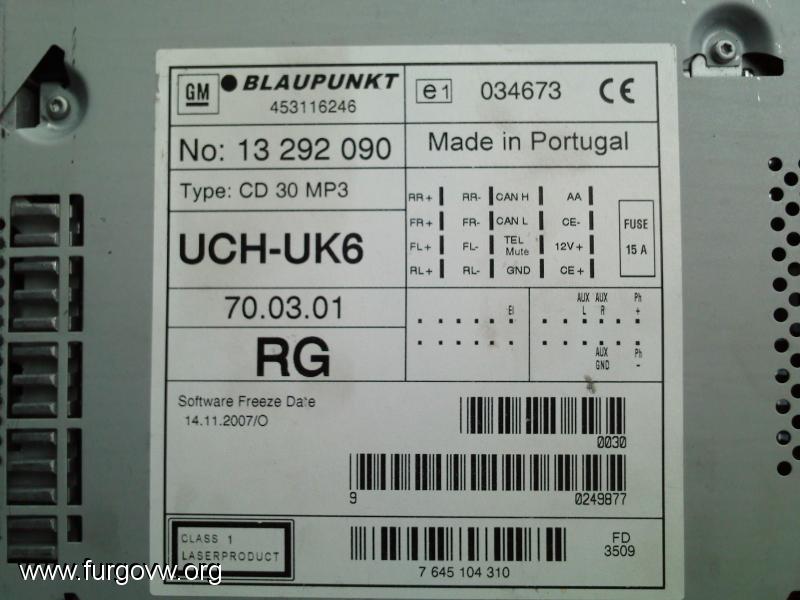 GM
BLAUPUNKT
453116246
e1 034673 CE
No: 13 292 090
Made in Portugal
Type: CD 30 MP3
UCH-UK6
70.03.01
RG
RR+ RR- CAN H AA
FR+ FR- CAN L CE-
FL+ FL- TEL Mute 12V+
RL+ RL- GND CE+
FUSE
15 A
AUX L AUX R Ph +
AUX GND Ph -
Software Freeze Date
14.11.2007/O
0030
9 0249877
CLASS 1
LASERPRODUCT
7 645 104 310
FD
3509
www.furgovw.org